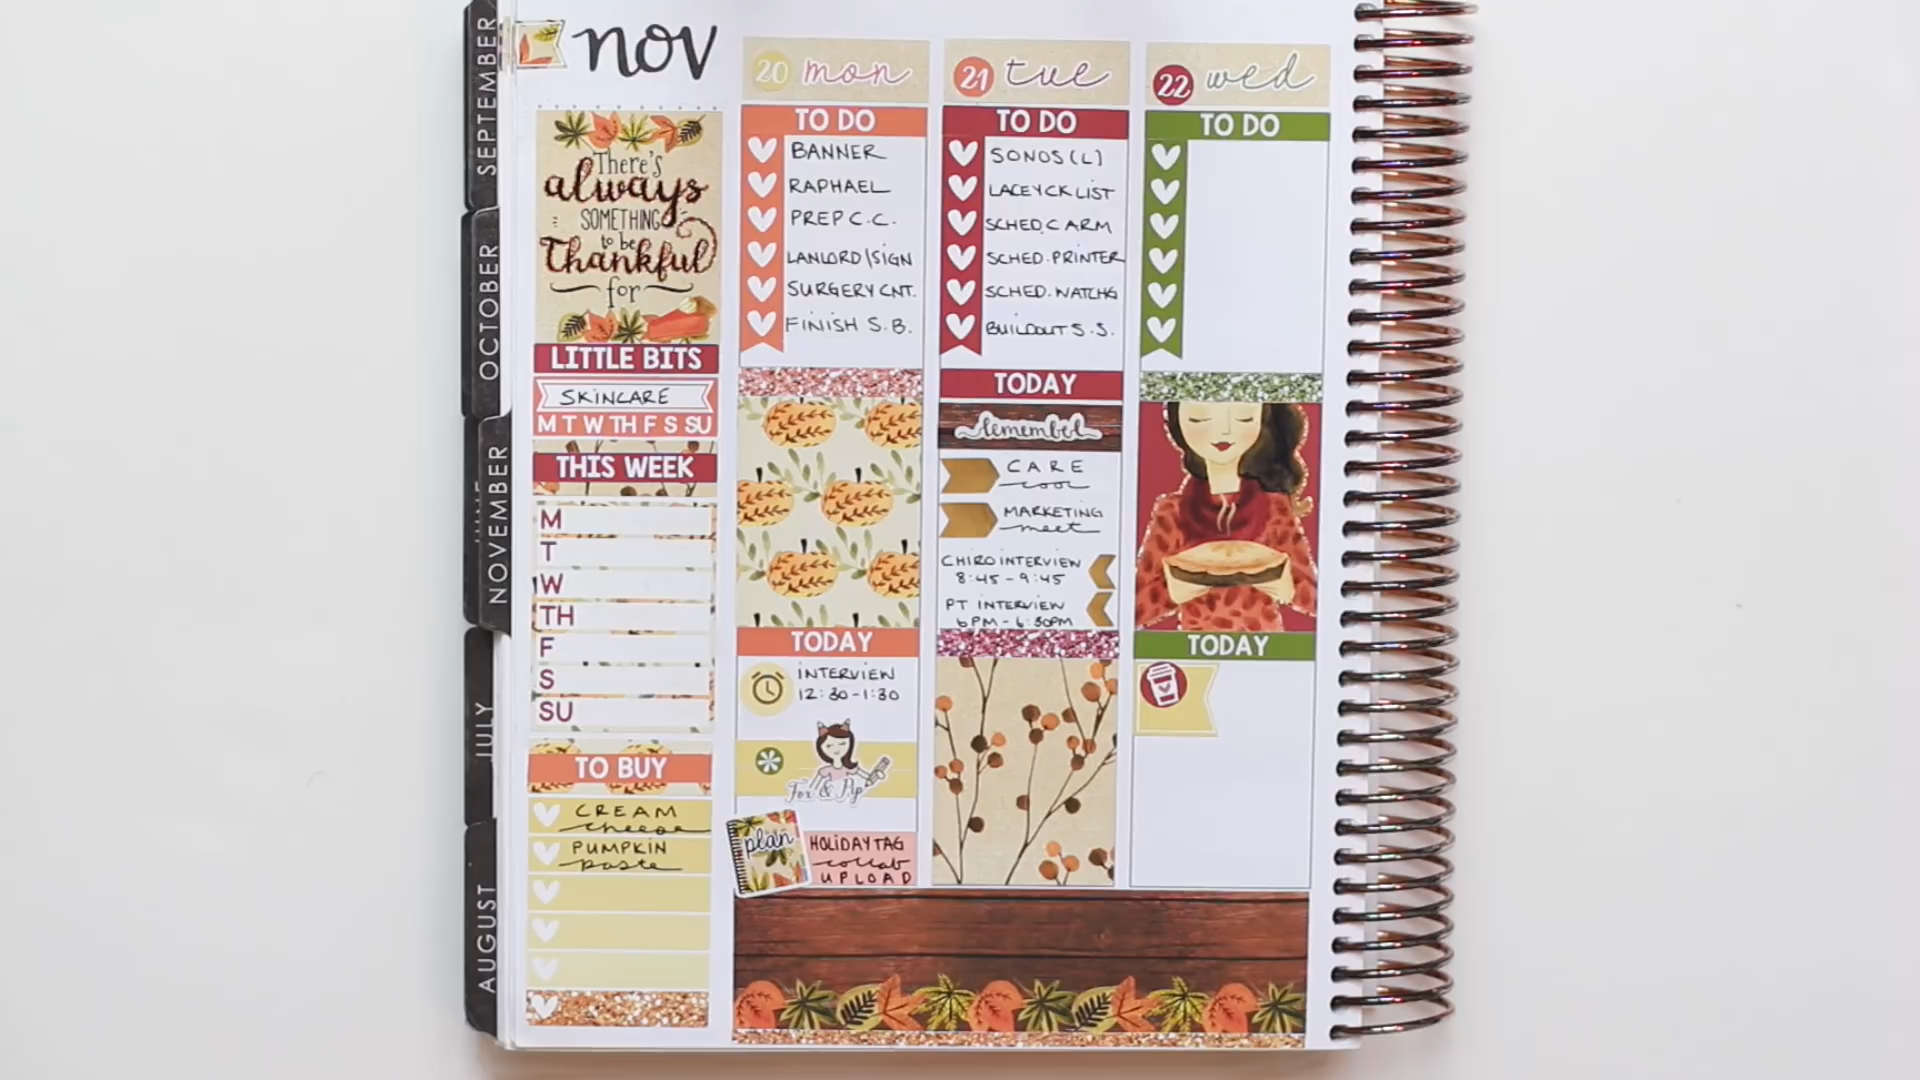 SEPTEMBER
OCTOBER
NOVEMBER
JULY
AUGUST
nov
There's
always
SOMETHING
to be
Thankful
for
LITTLE BITS
SKINCARE
M T W TH F S SU
THIS WEEK
M
T
W
TH
F
S
SU
TO BUY
CREAM
cheese
PUMPKIN
paste
20 mon
TO DO
BANNER
RAPHAEL
PREP C.C.
LANLORD/SIGN
SURGERY CNT.
FINISH S.B.
TODAY
INTERVIEW
12:30-1:30
Fox & Pip
plan
HOLIDAY TAG
collab
UPLOAD
21 tue
TO DO
SONOS (L)
LACEY CK LIST
SCHED. C ARM
SCHED. PRINTER
SCHED. WATCHG
BUILDOUT S.S.
TODAY
remember
CARE
cool
MARKETING
meet
CHIRO INTERVIEW
8:45-9:45
PT INTERVIEW
6PM-6:30PM
22 wed
TO DO
TODAY